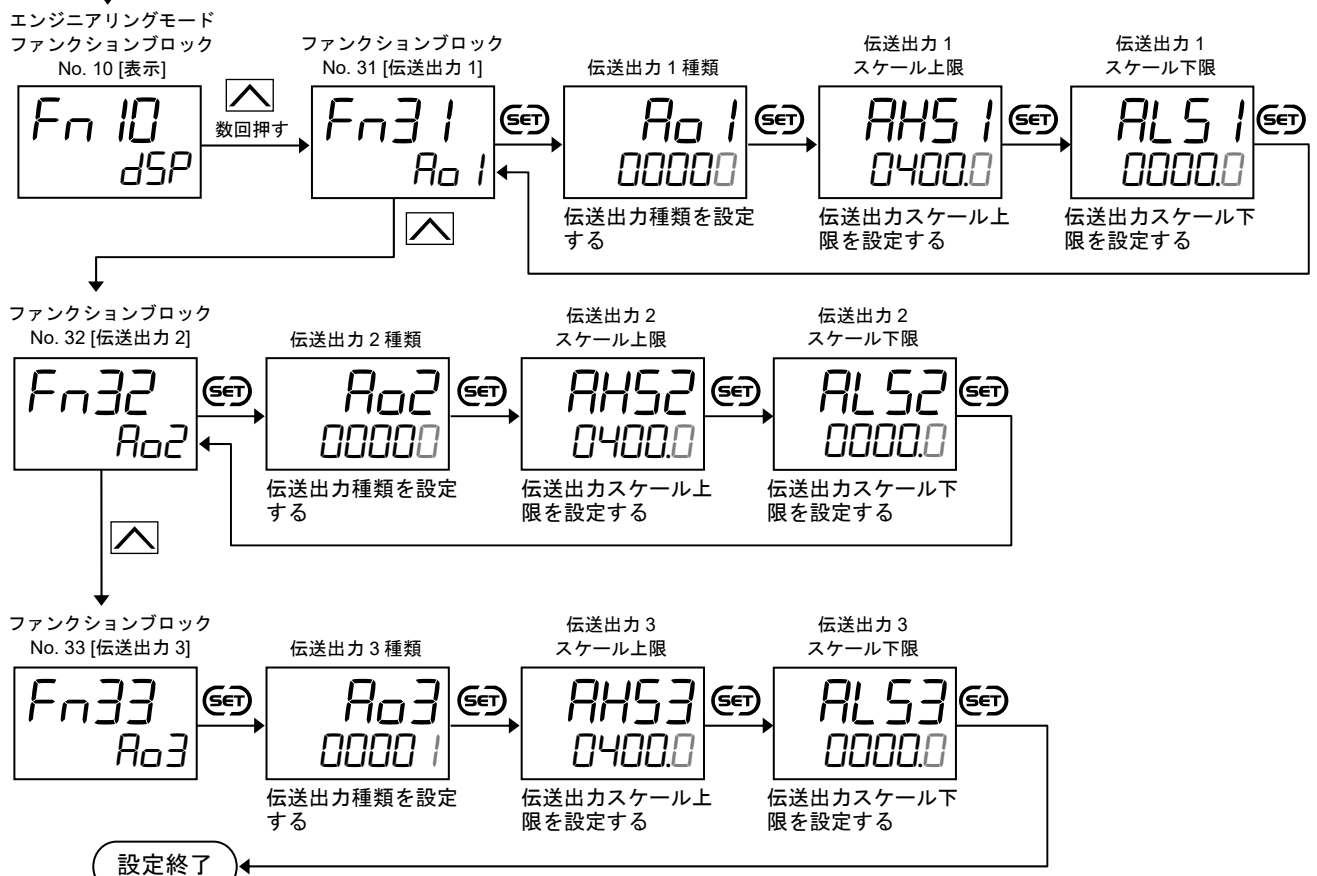 エンジニアリングモード
ファンクションブロック
No. 10 [表示]
Fn10
dSP
数回押す
ファンクションブロック
No. 31 [伝送出力 1]
Fn31
Ao1
SET
伝送出力 1 種類
Ao1
00000
伝送出力種類を設定
する
SET
伝送出力 1
スケール上限
AHS1
0400.0
伝送出力スケール上
限を設定する
SET
伝送出力 1
スケール下限
ALS1
0000.0
伝送出力スケール下
限を設定する
SET
ファンクションブロック
No. 32 [伝送出力 2]
Fn32
Ao2
SET
伝送出力 2 種類
Ao2
00000
伝送出力種類を設定
する
SET
伝送出力 2
スケール上限
AHS2
0400.0
伝送出力スケール上
限を設定する
SET
伝送出力 2
スケール下限
ALS2
0000.0
伝送出力スケール下
限を設定する
SET
ファンクションブロック
No. 33 [伝送出力 3]
Fn33
Ao3
SET
伝送出力 3 種類
Ao3
00001
伝送出力種類を設定
する
SET
伝送出力 3
スケール上限
AHS3
0400.0
伝送出力スケール上
限を設定する
SET
伝送出力 3
スケール下限
ALS3
0000.0
伝送出力スケール下
限を設定する
SET
設定終了